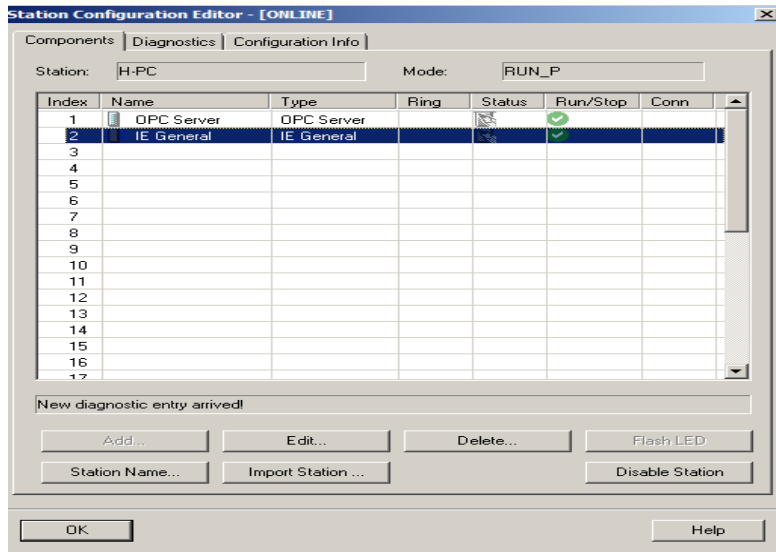 Station Configuration Editor - [ONLINE]
Components Diagnostics Configuration Info
Station: H-PC Mode: RUN_P
Index Name Type Ring Status Run/Stop Conn
1 OPC Server OPC Server
2 IE General IE General
3
4
5
6
7
8
9
10
11
12
13
14
15
16
17
New diagnostic entry arrived!
Add... Edit... Delete... Flash LED
Station Name... Import Station ... Disable Station
OK Help